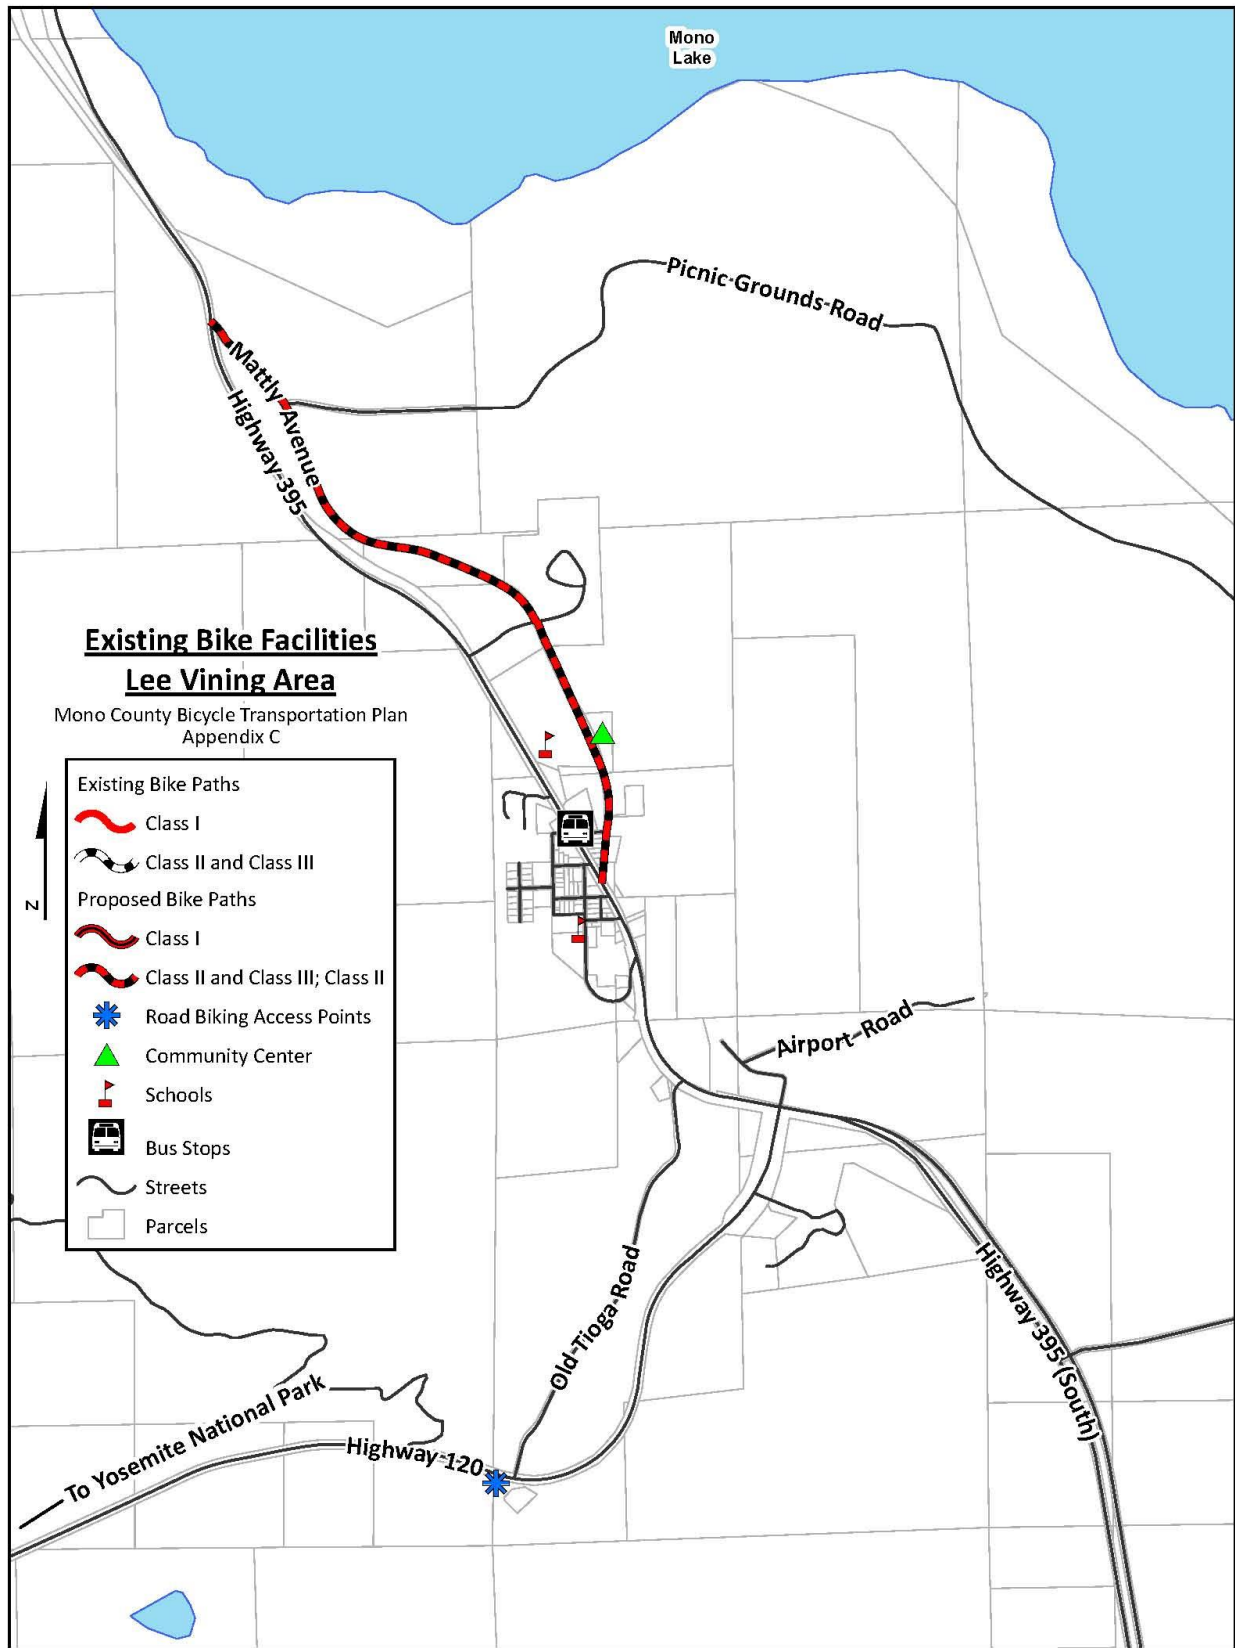 Mono
Lake
Picnic-Grounds-Road
Mattly Avenue
Highway-395
Existing Bike Facilities
Lee Vining Area
Mono County Bicycle Transportation Plan
Appendix C
Existing Bike Paths
Class I
Class II and Class III
Proposed Bike Paths
Class I
Class II and Class III; Class II
Road Biking Access Points
Community Center
Schools
Bus Stops
Streets
Parcels
N
Airport-Road
Old-Tioga-Road
Highway-395 (South)
To Yosemite National Park
Highway-120